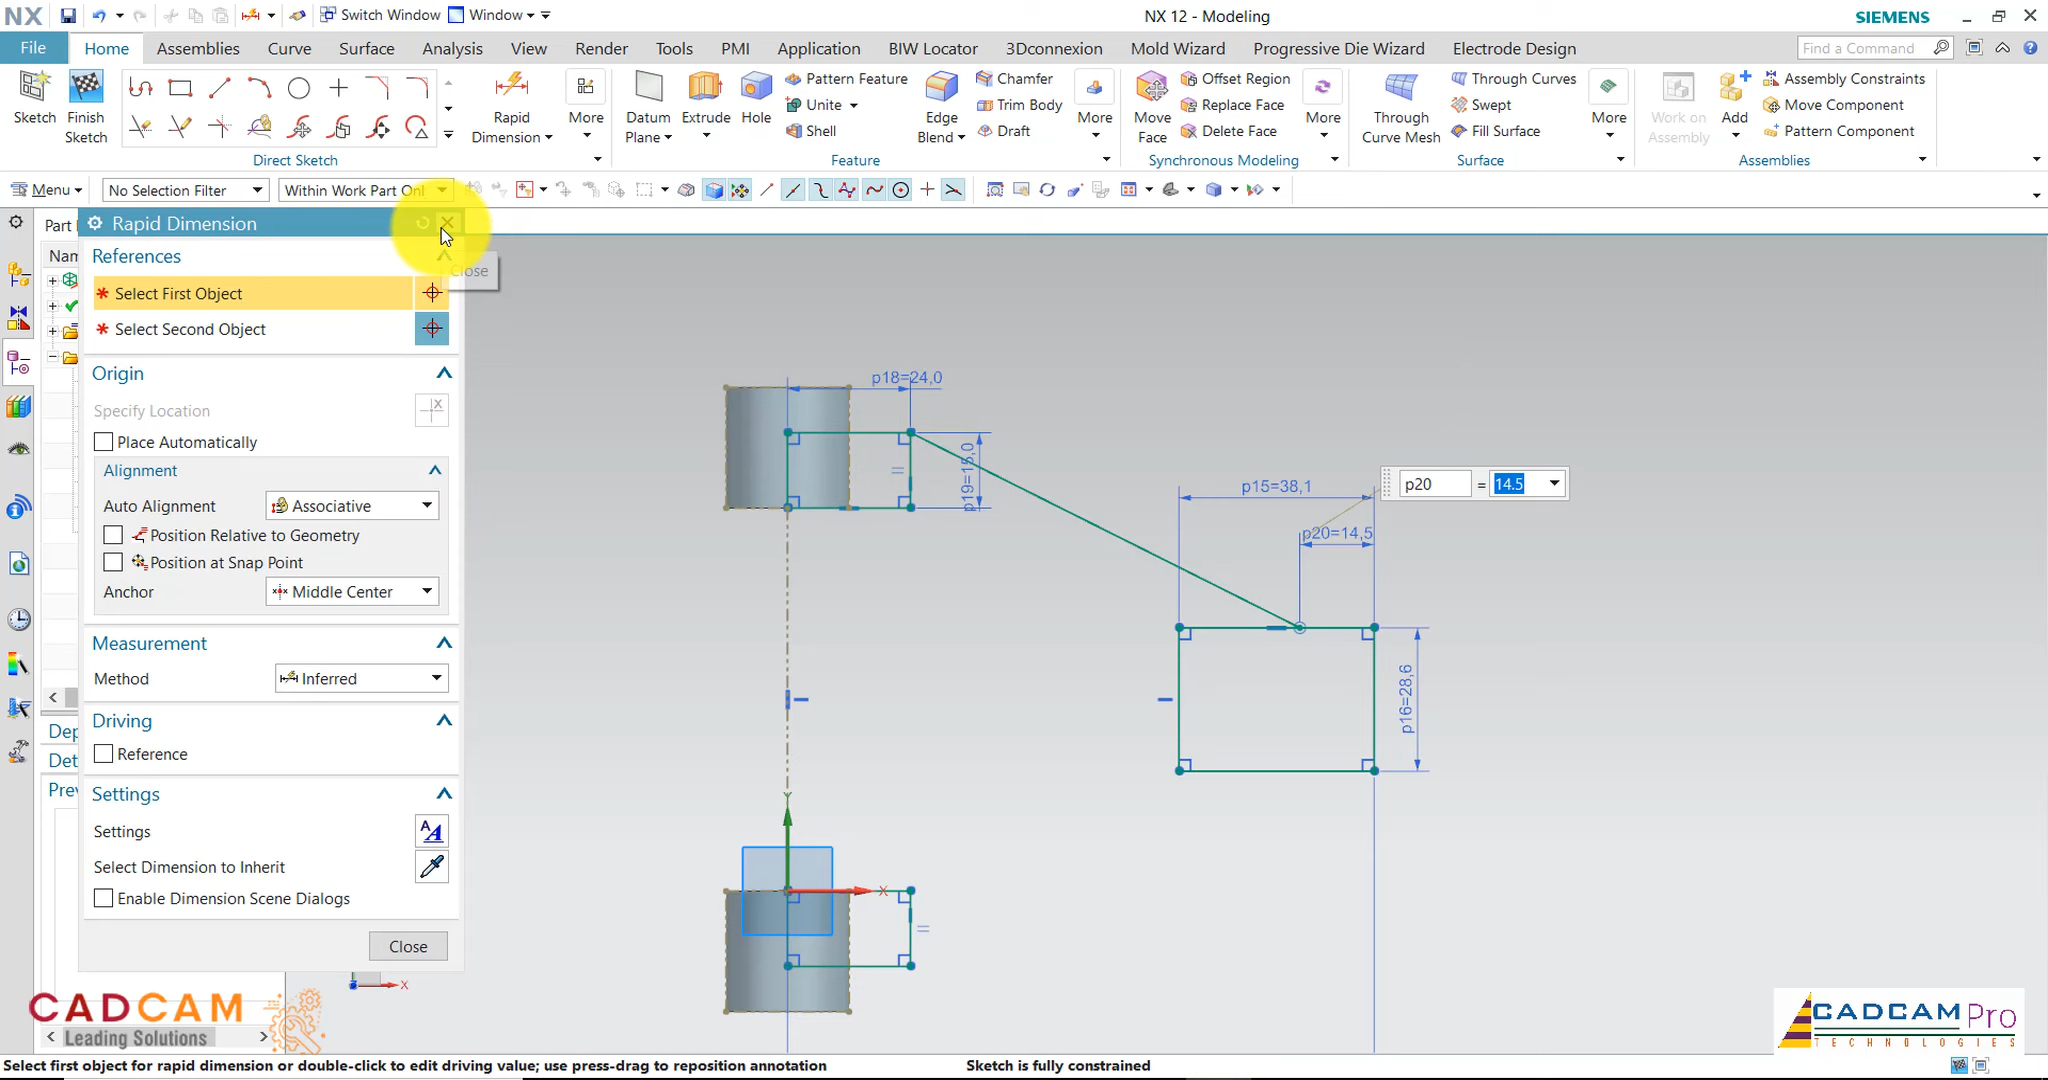 NX Switch Window Window NX 12 - Modeling SIEMENS
File Home Assemblies Curve Surface Analysis View Render Tools PMI Application BIW Locator 3Dconnexion Mold Wizard Progressive Die Wizard Electrode Design Find a Command
Sketch
Finish
Sketch
Direct Sketch
Rapid
Dimension
More
Datum
Plane
Extrude
Hole
Pattern Feature
Unite
Shell
Edge
Blend
Chamfer
Trim Body
Draft
More
Feature
Move
Face
Offset Region
Replace Face
Delete Face
More
Synchronous Modeling
Through
Curve Mesh
Through Curves
Swept
Fill Surface
More
Surface
Work on
Assembly
Add
Assembly Constraints
Move Component
Pattern Component
Assemblies
Menu No Selection Filter Within Work Part Onl
Part
Nam
Rapid Dimension
References
Close
Select First Object
Select Second Object
Origin
Specify Location
Place Automatically
Alignment
Auto Alignment Associative
Position Relative to Geometry
Position at Snap Point
Anchor Middle Center
Measurement
Method Inferred
Driving
Reference
Settings
Settings
Select Dimension to Inherit
Enable Dimension Scene Dialogs
Close
Dep
Det
Prev
p18=24,0
p19=15,0
p15=38,1
p20 = 14.5
p20=14,5
p16=28,6
Y
X
X
CADCAM
Leading Solutions
CADCAM Pro
TECHNOLOGIES
Select first object for rapid dimension or double-click to edit driving value; use press-drag to reposition annotation Sketch is fully constrained